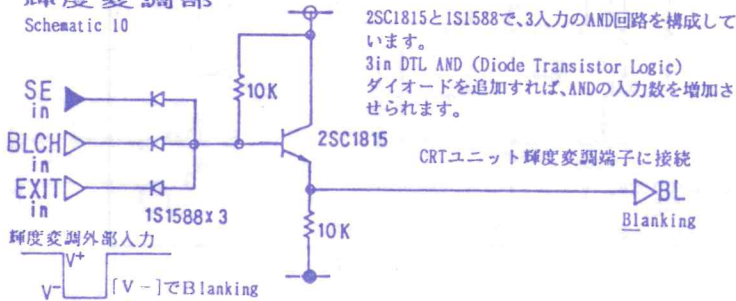 輝度変調部
Schematic 10
2SC1815と1S1588で、3入力のAND回路を構成して
います。
3in DTL AND (Diode Transistor Logic)
ダイオードを追加すれば、ANDの入力数を増加さ
せられます。
SE
in
10K
BLCH
in
2SC1815
EXIT
in
1S1588x3
CRTユニット輝度変調端子に接続
BL
Blanking
10K
輝度変調外部入力
V+
V-
[V-]でBlanking